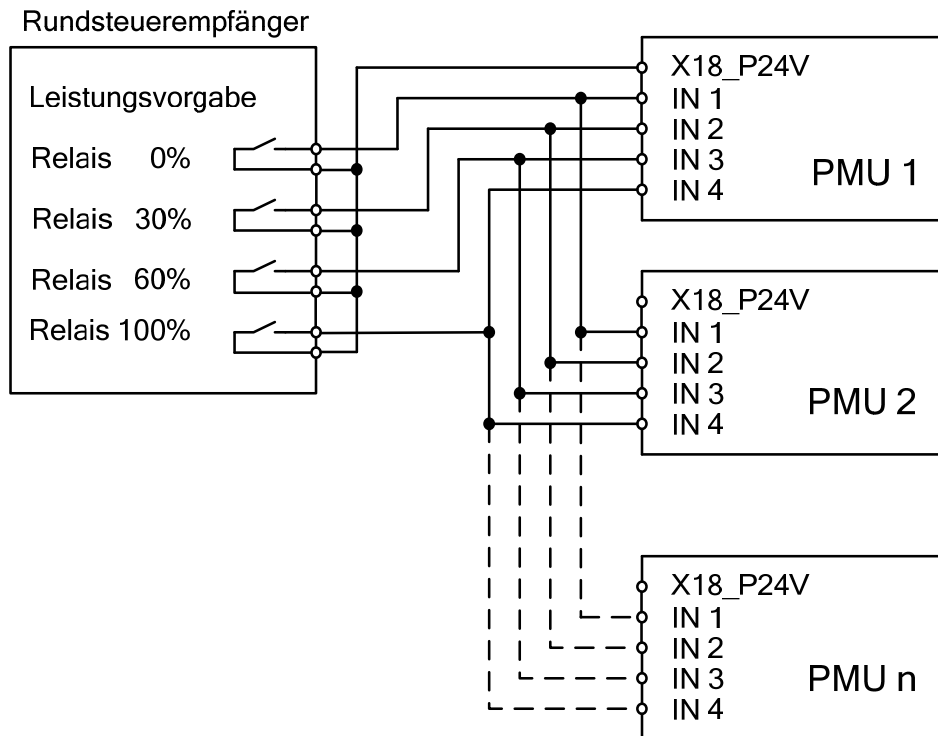 Rundsteuerempfänger
Leistungsvorgabe
Relais 0%
Relais 30%
Relais 60%
Relais 100%
X18_P24V
IN 1
IN 2
IN 3
IN 4
PMU 1
X18_P24V
IN 1
IN 2
IN 3
IN 4
PMU 2
X18_P24V
IN 1
IN 2
IN 3
IN 4
PMU n